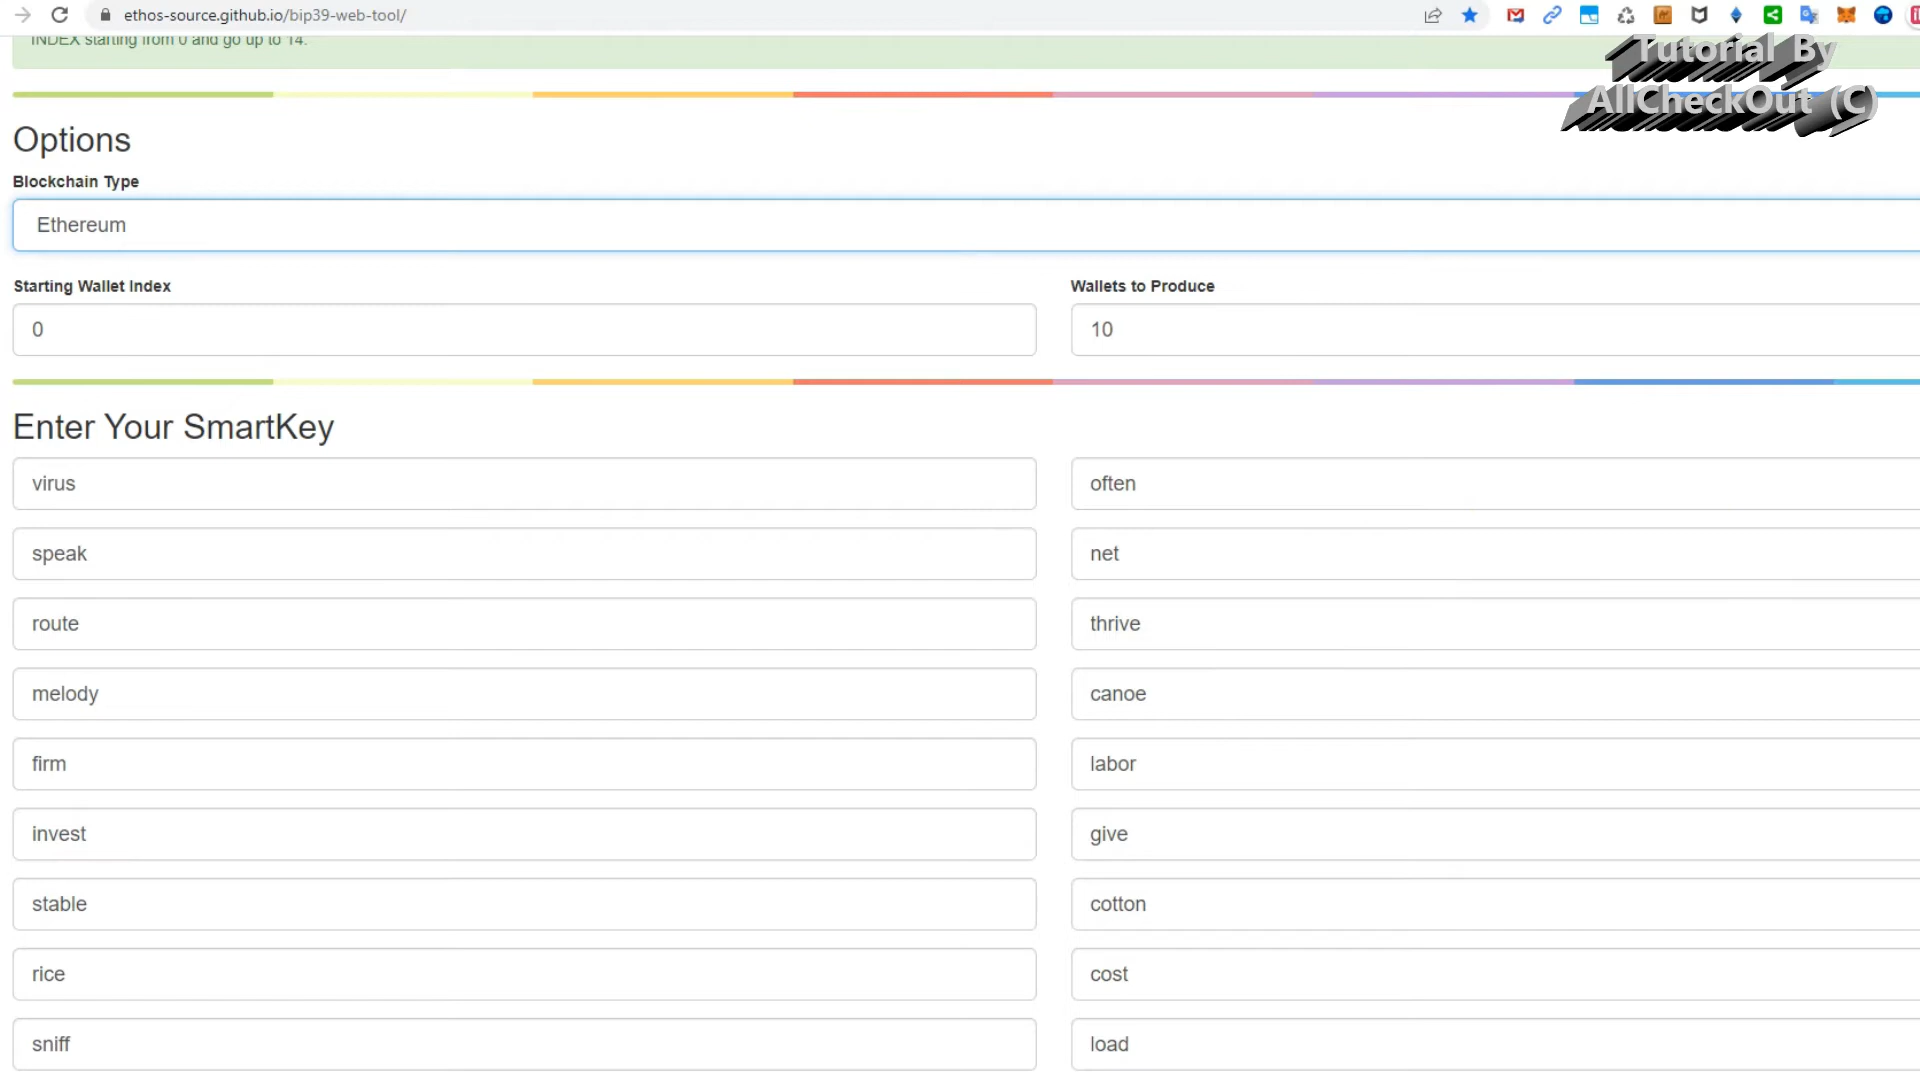 ethos-source.github.io/bip39-web-tool/
INDEX starting from 0 and go up to 14.
Tutorial By
AllCheckOut (C)
Options
Blockchain Type
Ethereum
Starting Wallet Index
Wallets to Produce
0
10
Enter Your SmartKey
virus
often
speak
net
route
thrive
melody
canoe
firm
labor
invest
give
stable
cotton
rice
cost
sniff
load